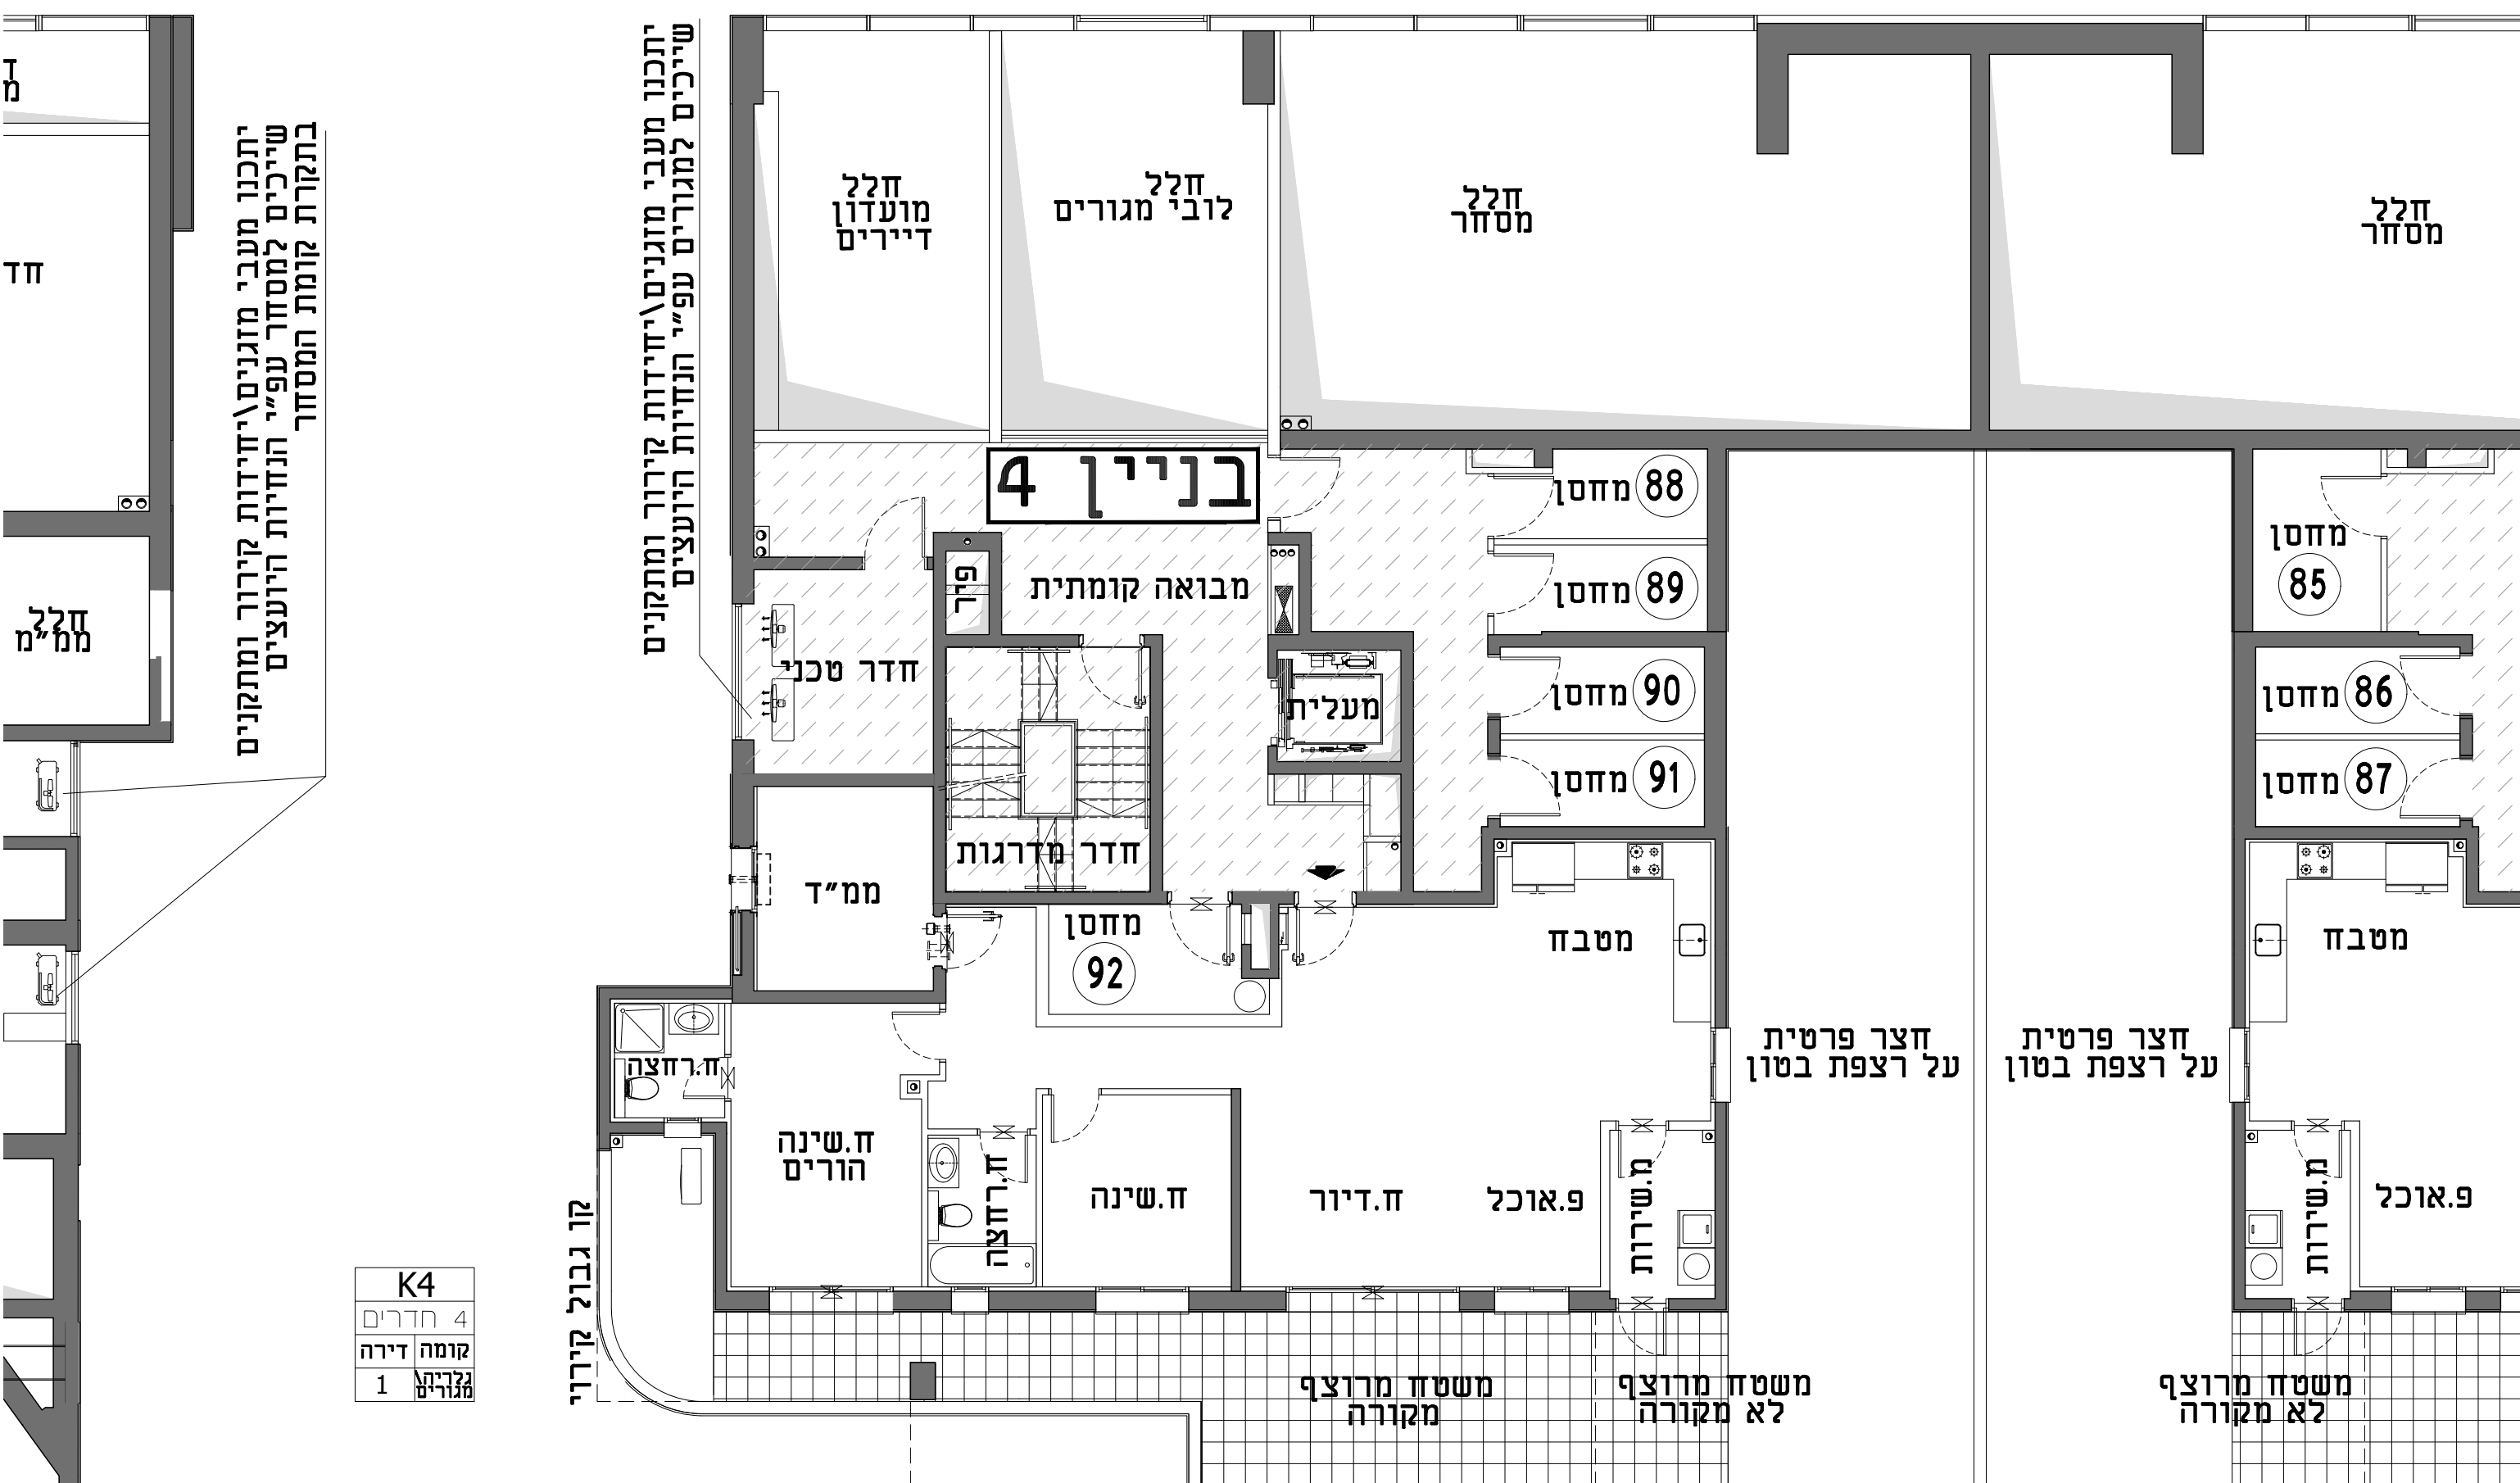 חלל
מועדון
דיירים
חלל
לובי מגורים
חלל
מסחר
חלל
מסחר
יתכנו מעבי מזגנים\יחידות קירור ומתקנים
שייכים למסחר עפ״י הנחיות היועצים
בתקרת קומת המסחר
יתכנו מעבי מזגנים\יחידות קירור ומתקנים
שייכים למגורים עפ״י הנחיות היועצים
חד
בניין 4
מחסן 88
מחסן 89
מחסן 90
מחסן 91
מחסן
85
מחסן 86
מחסן 87
פיר
מבואה קומתית
חלל
ממ״מ
חדר טכני
מעלית
חדר מדרגות
ממ״ד
מחסן
92
מטבח
מטבח
חצר פרטית
על רצפת בטון
חצר פרטית
על רצפת בטון
ח.רחצה
ח.שינה
הורים
ח.רחצה
ח.שינה
ח.דיור
פ.אוכל
מ.שירות
מ.שירות
פ.אוכל
קו גבול קירוי
K4
4 חדרים
קומה דירה
גלריה\
מגורים
1
משטח מרוצף
מקורה
משטח מרוצף
לא מקורה
משטח מרוצף
לא מקורה